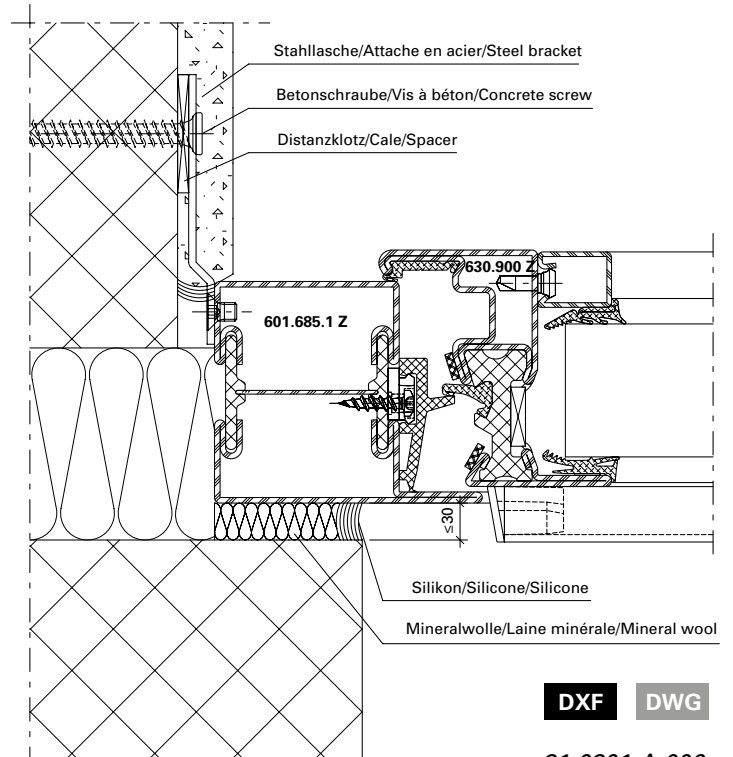 Stahllasche/Attache en acier/Steel bracket
Betonschraube/Vis à béton/Concrete screw
Distanzklotz/Cale/Spacer
630.900 Z
601.685.1 Z
≤30
Silikon/Silicone/Silicone
Mineralwolle/Laine minérale/Mineral wool
DXF DWG